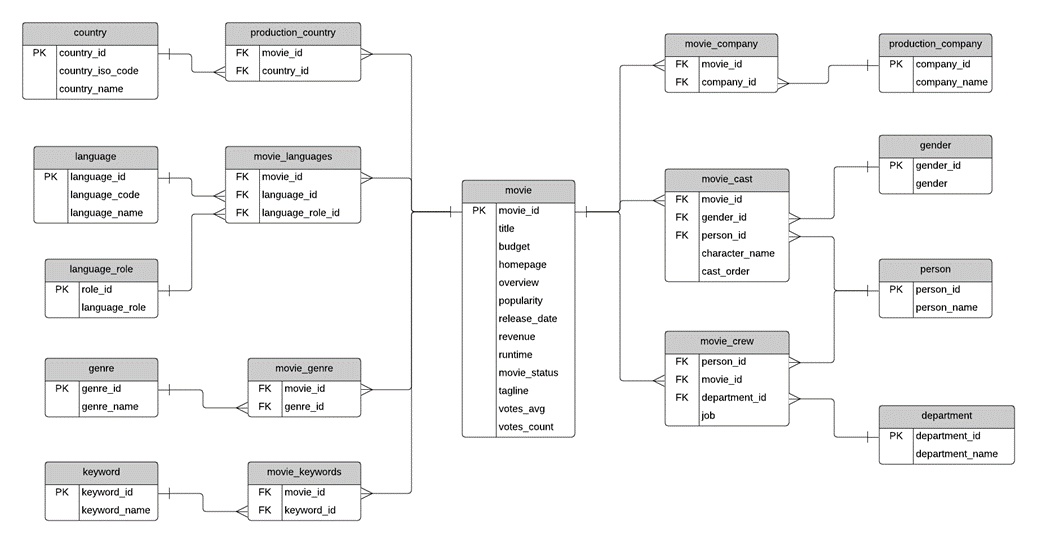 country
PK country_id
country_iso_code
country_name
production_country
FK movie_id
FK country_id
language
PK language_id
language_code
language_name
movie_languages
FK movie_id
FK language_id
FK language_role_id
language_role
PK role_id
language_role
genre
PK genre_id
genre_name
movie_genre
FK movie_id
FK genre_id
keyword
PK keyword_id
keyword_name
movie_keywords
FK movie_id
FK keyword_id
movie
PK movie_id
title
budget
homepage
overview
popularity
release_date
revenue
runtime
movie_status
tagline
votes_avg
votes_count
movie_company
FK movie_id
FK company_id
production_company
PK company_id
company_name
gender
PK gender_id
gender
movie_cast
FK movie_id
FK gender_id
FK person_id
character_name
cast_order
person
PK person_id
person_name
movie_crew
FK person_id
FK movie_id
FK department_id
job
department
PK department_id
department_name